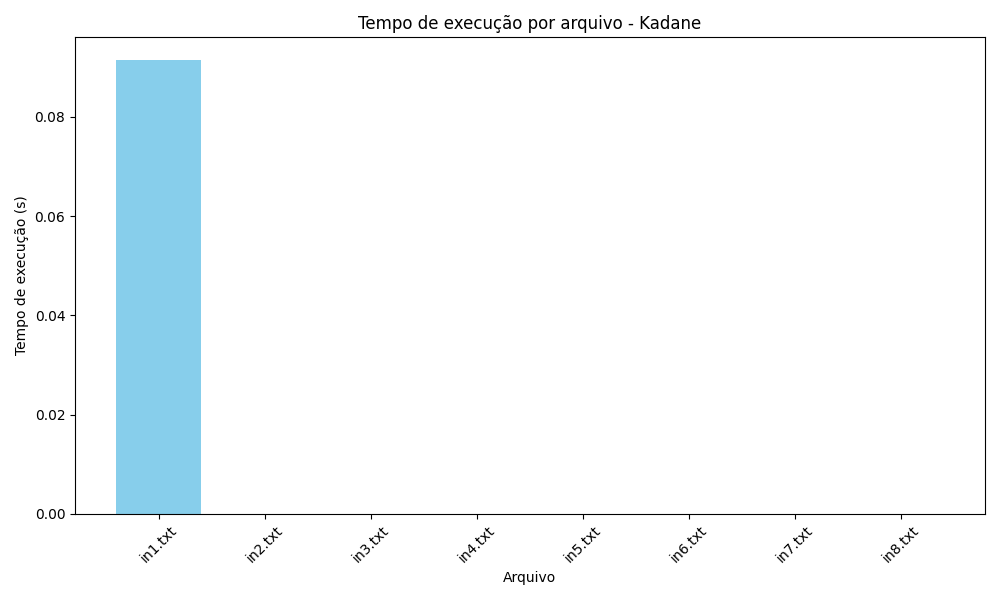 Tempo de execução por arquivo - Kadane
Tempo de execução (s)
0.08
0.06
0.04
0.02
0.00
in1.txt
in2.txt
in3.txt
in4.txt
in5.txt
in6.txt
in7.txt
in8.txt
Arquivo